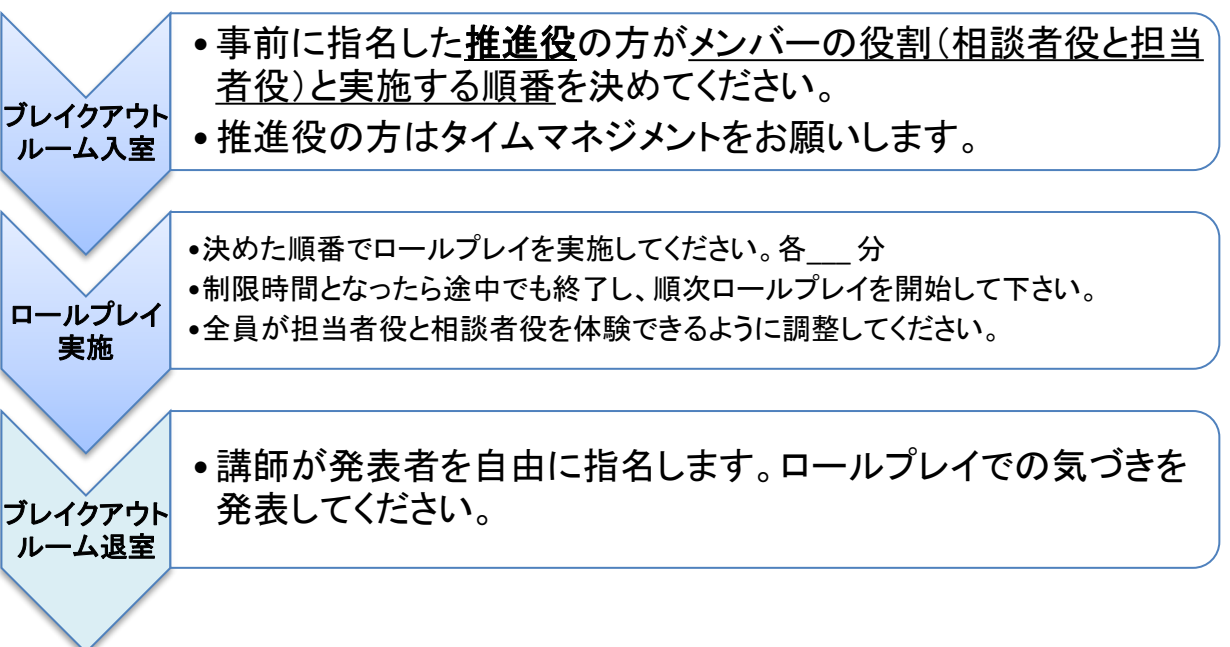 ブレイクアウト
ルーム入室
•事前に指名した推進役の方がメンバーの役割（相談者役と担当
者役）と実施する順番を決めてください。
•推進役の方はタイムマネジメントをお願いします。
ロールプレイ
実施
•決めた順番でロールプレイを実施してください。各___分
•制限時間となったら途中でも終了し、順次ロールプレイを開始して下さい。
•全員が担当者役と相談者役を体験できるように調整してください。
ブレイクアウト
ルーム退室
•講師が発表者を自由に指名します。ロールプレイでの気づきを
発表してください。